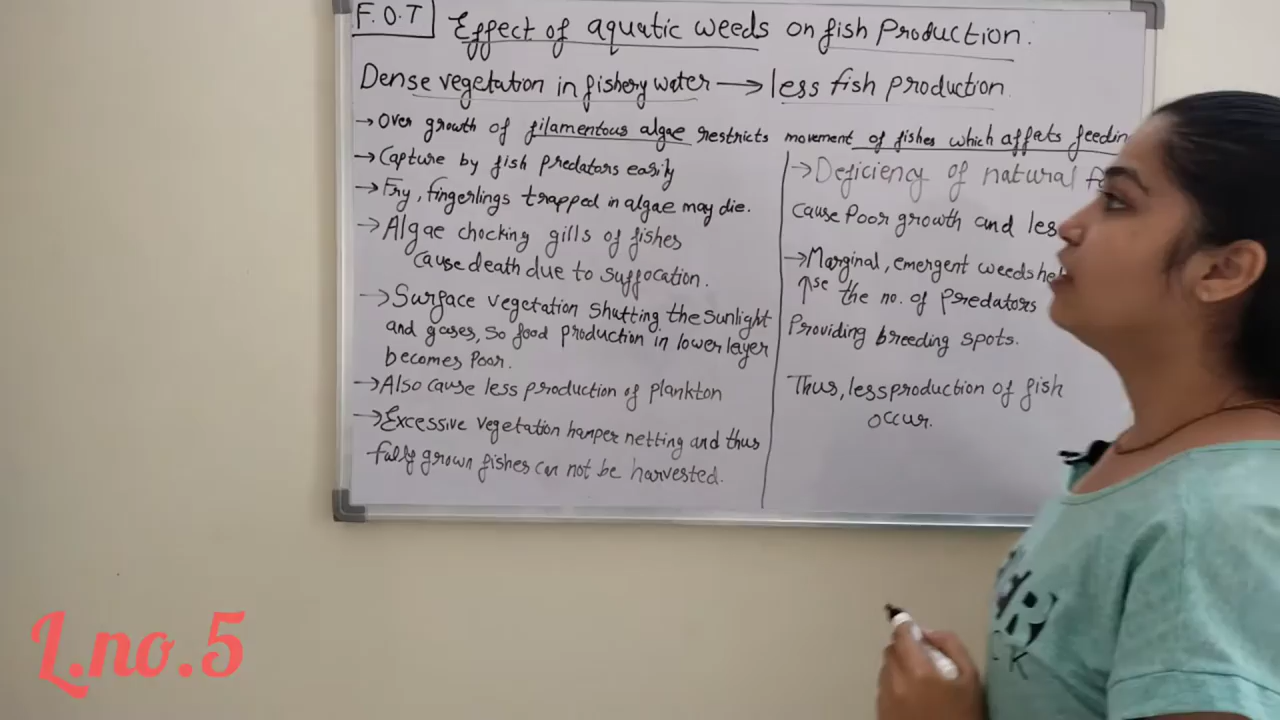 F.O.T
Effect of aquatic weeds on fish Production.
Dense vegetation in fishery water → less fish production
→ Over growth of filamentous algae restricts movement of fishes which affats feeding
→ Capture by fish predators easily
→ Fry, fingerlings trapped in algae may die.
→ Algae chocking gills of fishes
cause death due to suffocation.
→ Surface vegetation shutting the sunlight
and gases, so food production in lower layer
becomes Poor.
→ Also cause less production of plankton
→ Excessive vegetation hamper netting and thus
fully grown fishes can not be harvested.
→ Deficiency of natural
cause Poor growth and les
→ Marginal, emergent weeds
↑se the no. of Predators
Providing breeding spots.
Thus, less production of fish
occur.
L.no.5